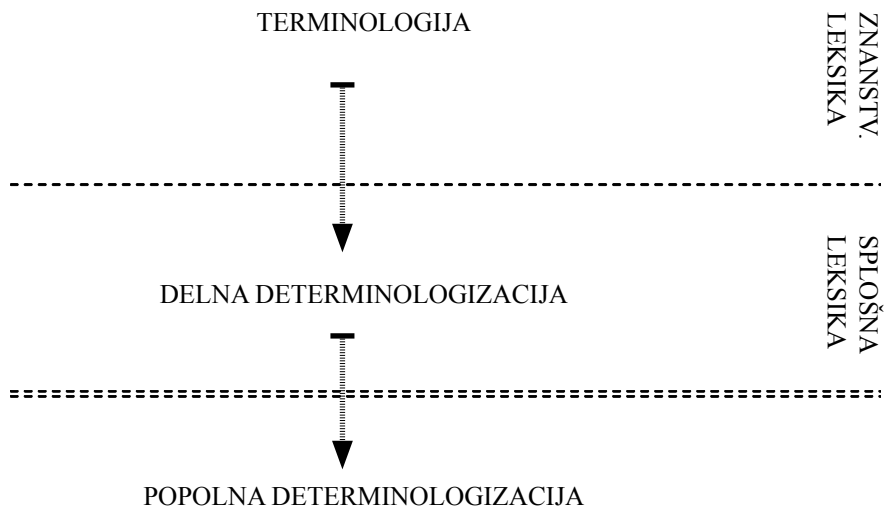 TERMINOLOGIJA
ZNANSTV.
LEKSIKA
DELNA DETERMINOLOGIZACIJA
SPLOŠNA
LEKSIKA
POPOLNA DETERMINOLOGIZACIJA